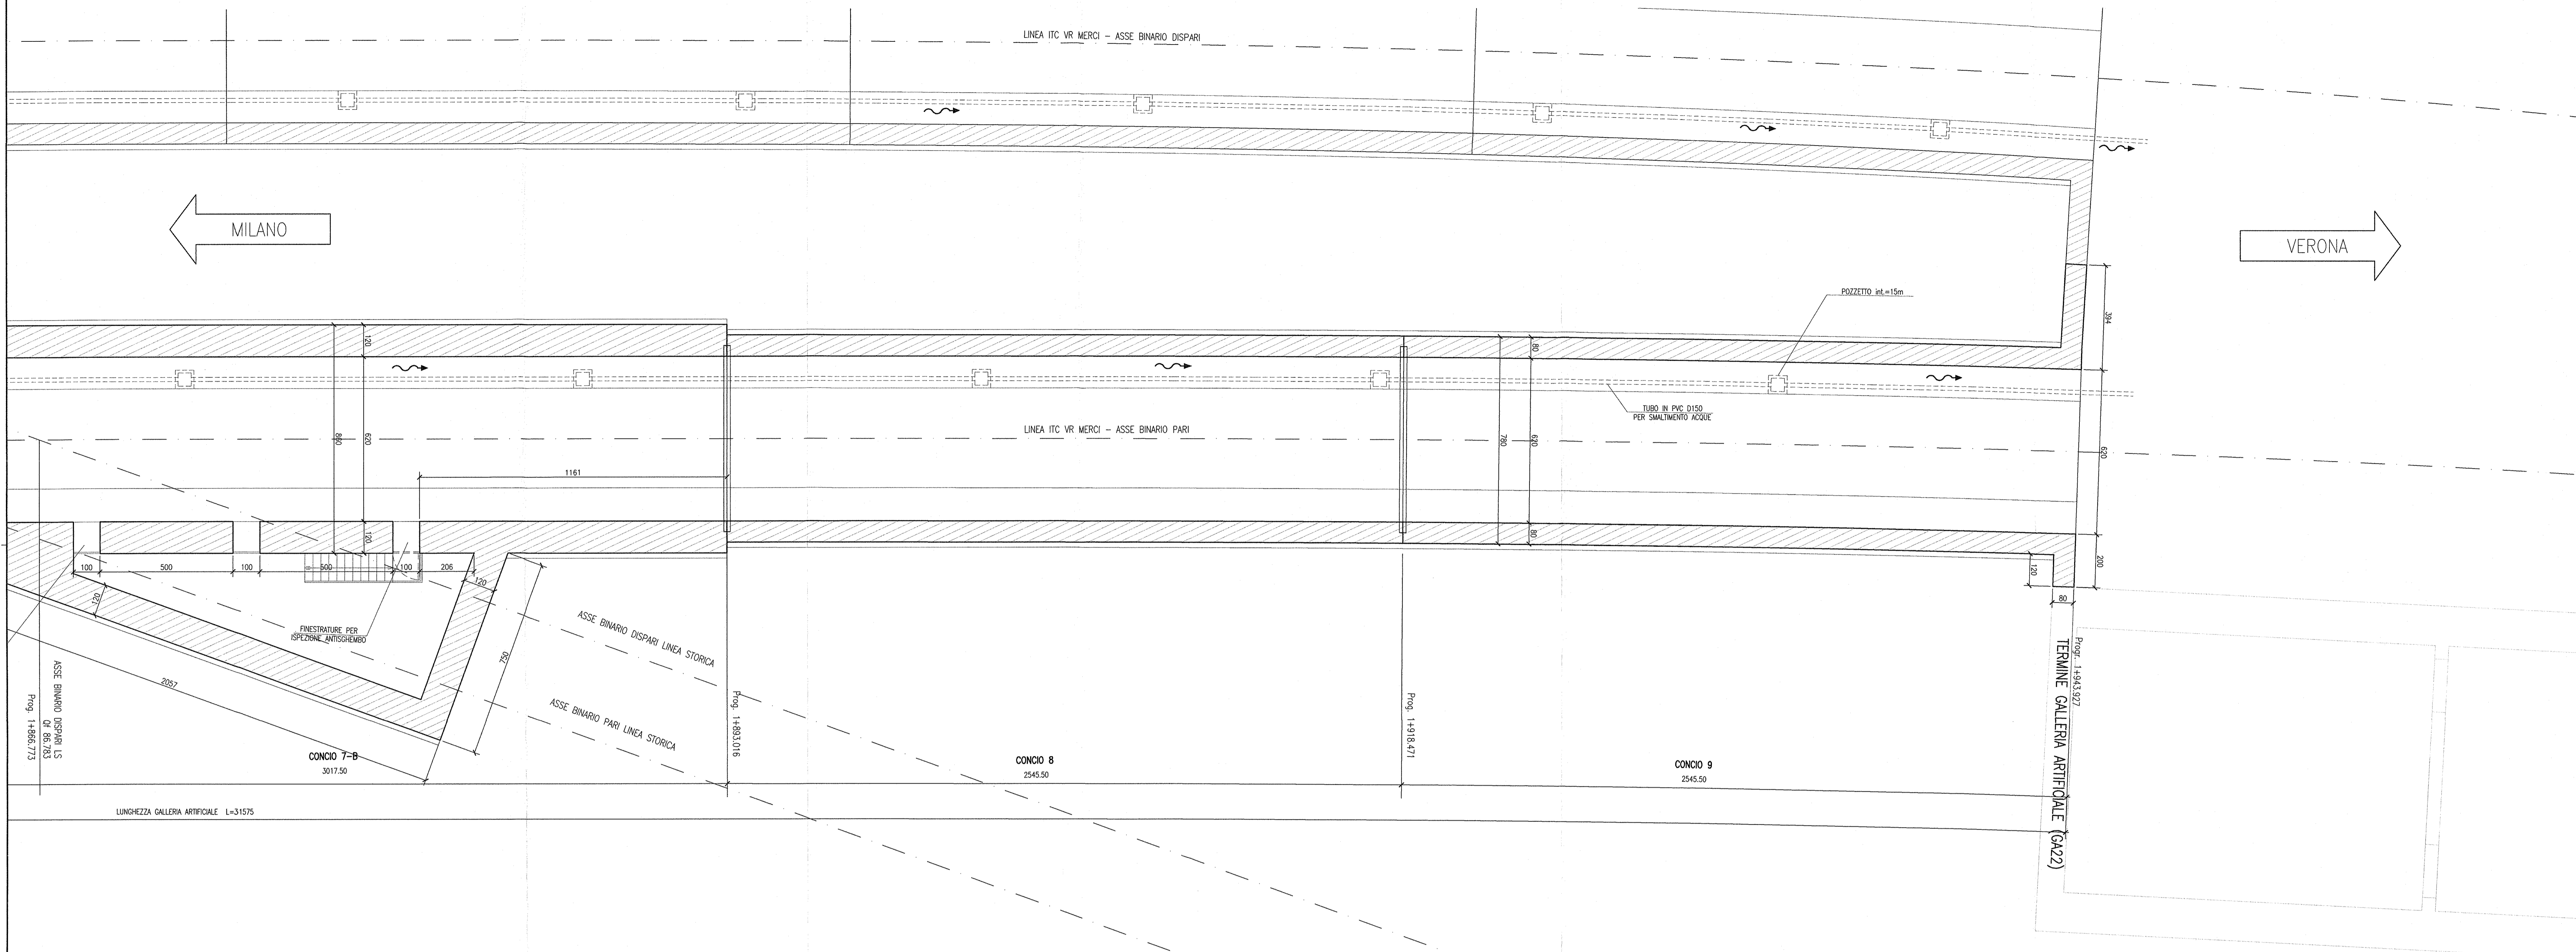 LINEA ITC VR MERCI - ASSE BINARIO DISPARI
MILANO
VERONA
POZZETTO int.=15m
394
120
860
620
120
80
780
620
80
TUBO IN PVC D150
PER SMALTIMENTO ACQUE
LINEA ITC VR MERCI - ASSE BINARIO PARI
620
200
120
80
1161
100
500
100
500
100
206
120
120
FINESTRATURE PER
ISPEZIONE ANTISGHEMBO
750
2057
ASSE BINARIO DISPARI LINEA STORICA
ASSE BINARIO PARI LINEA STORICA
ASSE BINARIO DISPARI LS
Qf 86.783
Prog. 1+866.773
Prog. 1+893.016
Prog. 1+918.471
Progr. 1+943.927
TERMINE GALLERIA ARTIFICIALE (GA22)
CONCIO 7-B
3017.50
CONCIO 8
2545.50
CONCIO 9
2545.50
LUNGHEZZA GALLERIA ARTIFICIALE L=31575